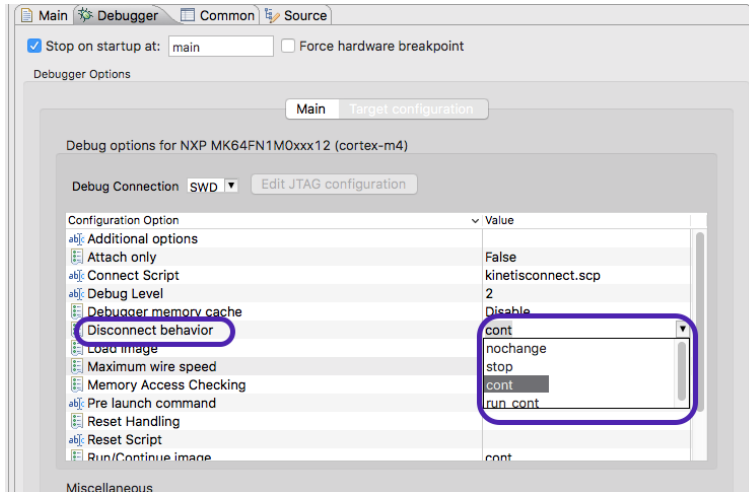 Main Debugger Common Source
Stop on startup at: main Force hardware breakpoint
Debugger Options
Main Target configuration
Debug options for NXP MK64FN1M0xxx12 (cortex-m4)
Debug Connection SWD Edit JTAG configuration
Configuration Option Value
Additional options
Attach only False
Connect Script kinetisconnect.scp
Debug Level 2
Debugger memory cache Disable
Disconnect behavior cont
Load image nochange
Maximum wire speed stop
Memory Access Checking cont
Pre launch command run_cont
Reset Handling
Reset Script
Run/Continue image cont
Miscellaneous